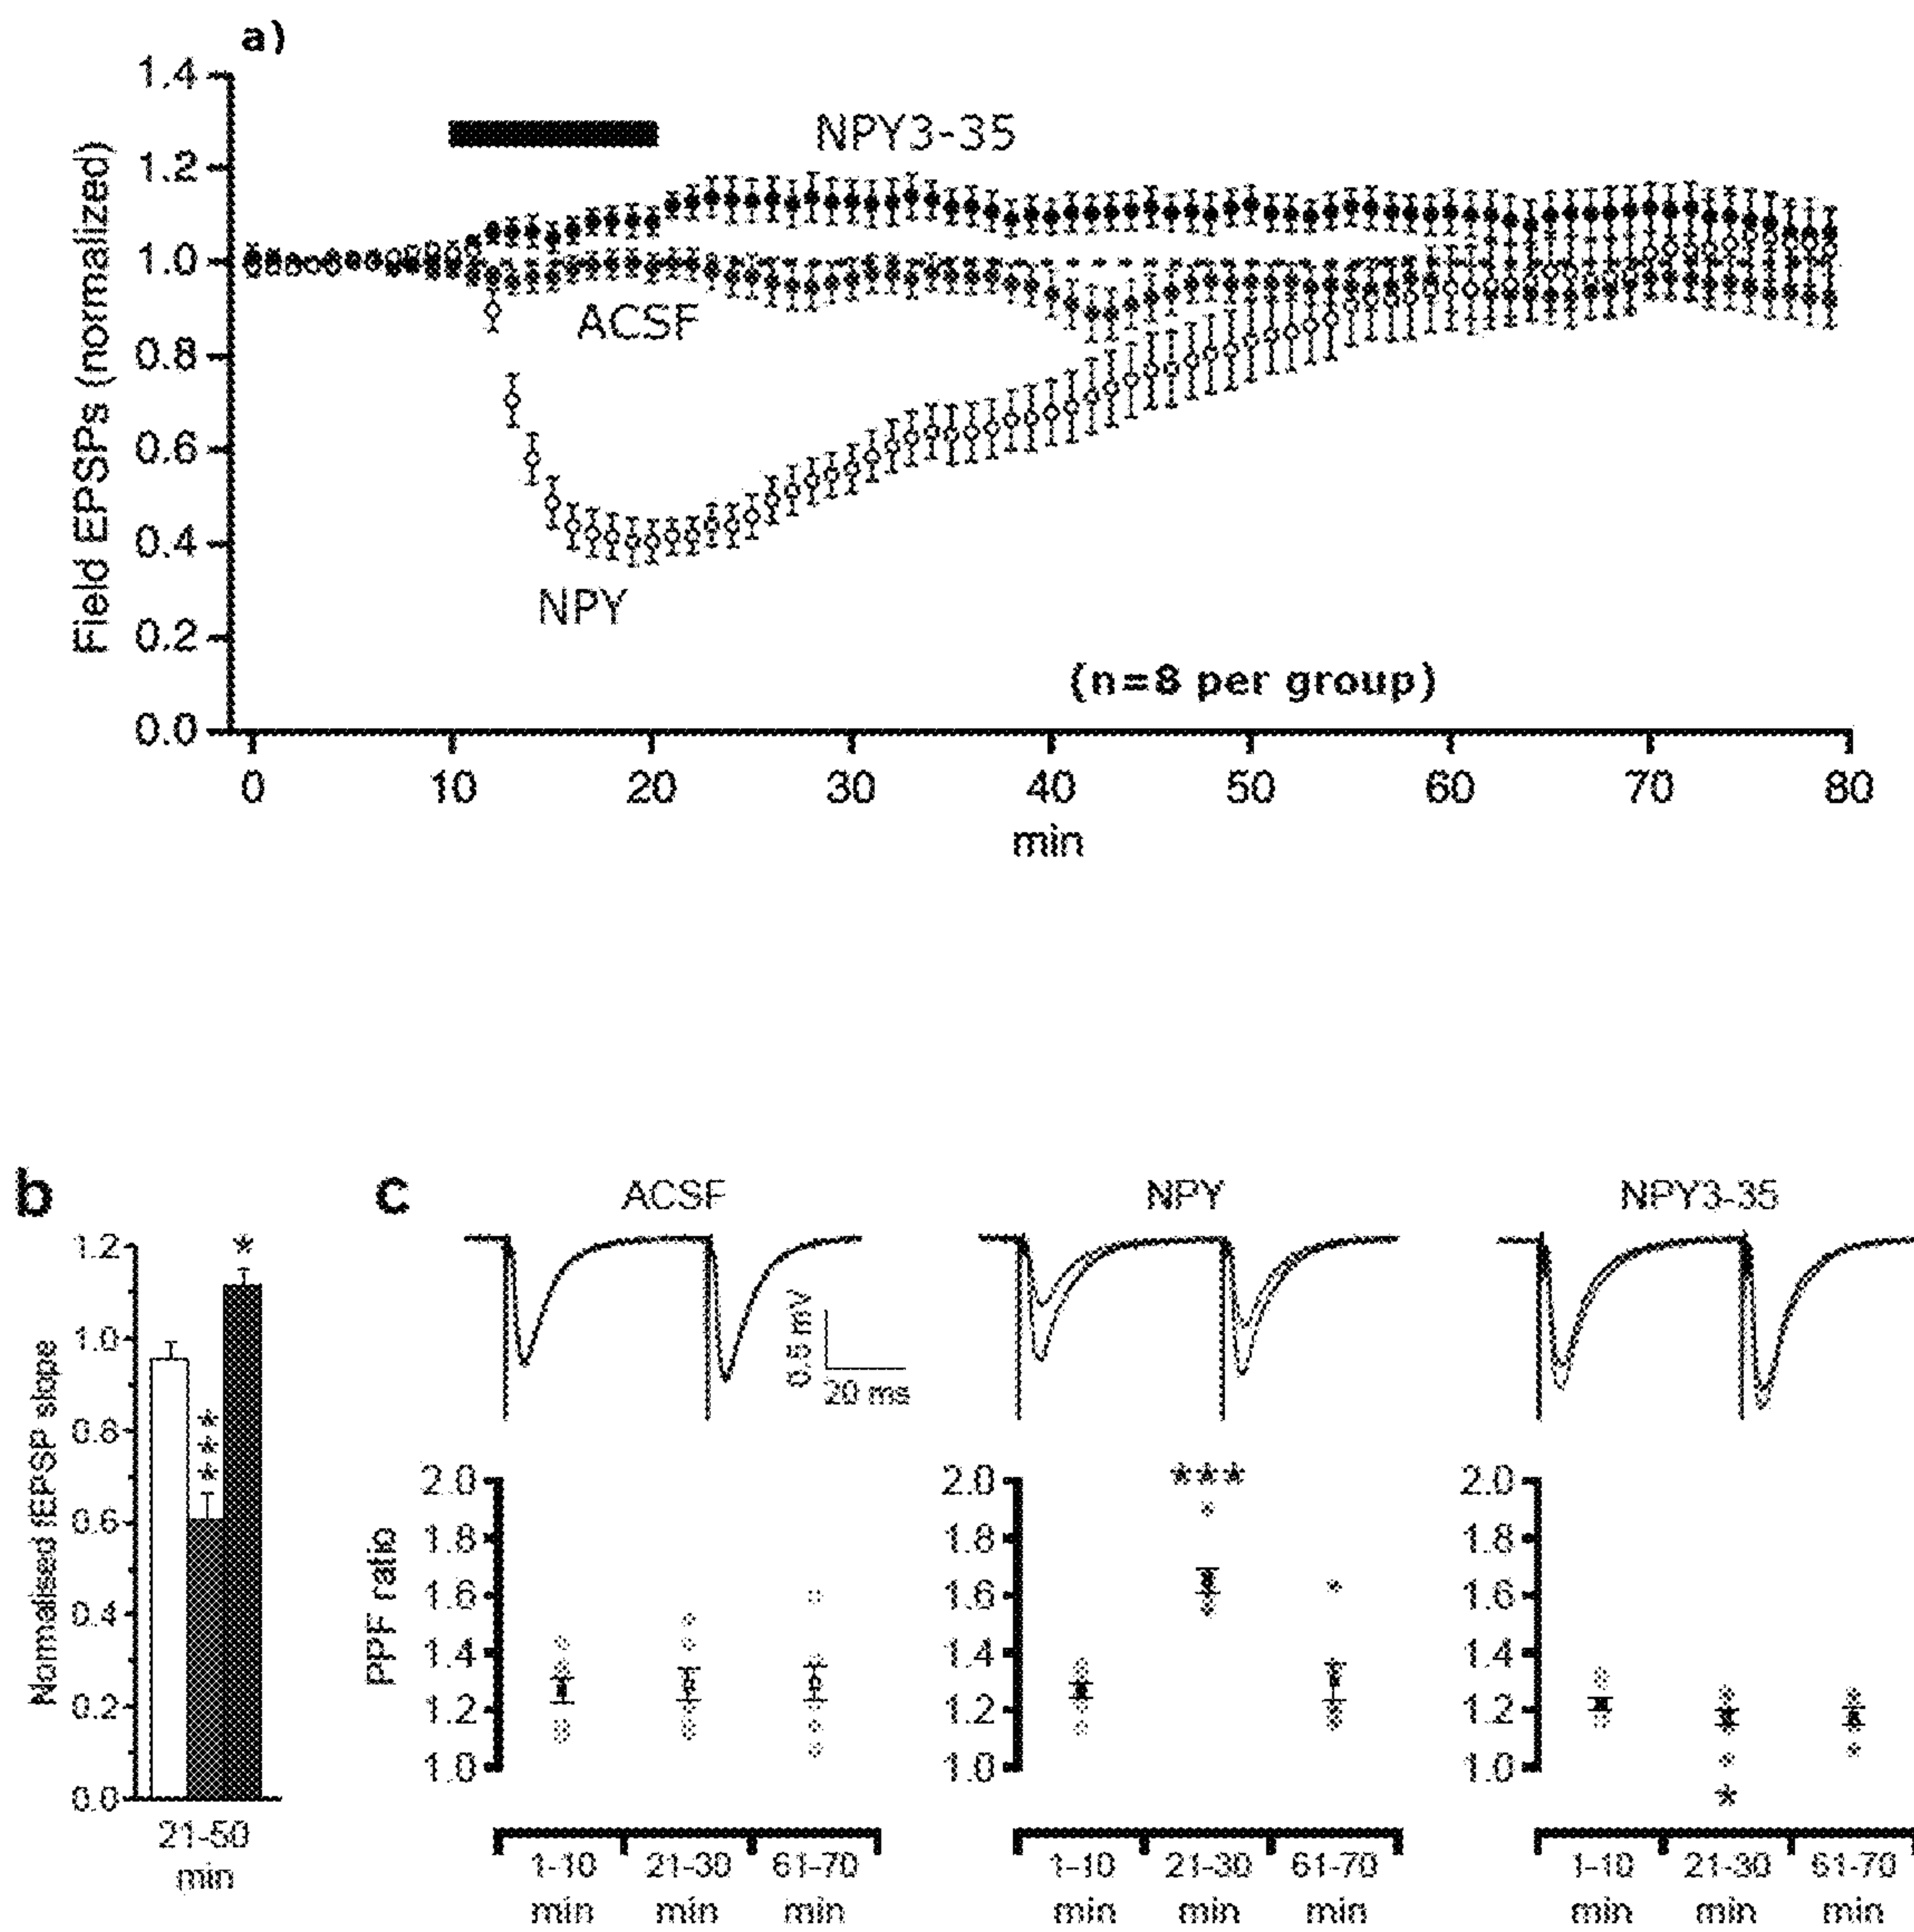 a)
1.4
1.2
1.0
0.8
0.6
0.4
0.2
0.0
Field EPSPs (normalized)
NPY3-35
ACSF
NPY
(n=8 per group)
0 10 20 30 40 50 60 70 80
min
b
1.2
1.0
0.8
0.6
0.4
0.2
0.0
Normalised fEPSP slope
*
***
21-50
min
c
ACSF NPY NPY3-35
0.5 mV
20 ms
PPF ratio
2.0
1.8
1.6
1.4
1.2
1.0
2.0
1.8
1.6
1.4
1.2
1.0
***
2.0
1.8
1.6
1.4
1.2
1.0
*
1-10 21-30 61-70
min min min
1-10 21-30 61-70
min min min
1-10 21-30 61-70
min min min